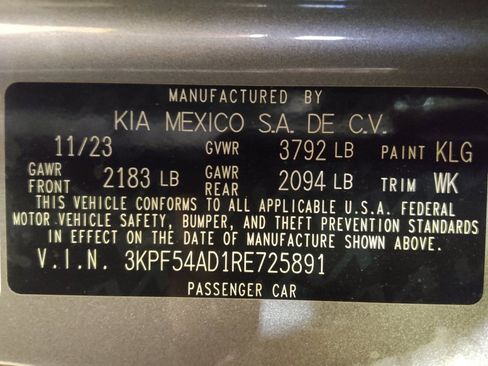 MANUFACTURED BY
KIA MEXICO S.A. DE C.V.
11/23 GVWR 3792 LB PAINT KLG
GAWR FRONT 2183 LB GAWR REAR 2094 LB TRIM WK
THIS VEHICLE CONFORMS TO ALL APPLICABLE U.S.A. FEDERAL
MOTOR VEHICLE SAFETY, BUMPER, AND THEFT PREVENTION STANDARDS
IN EFFECT ON THE DATE OF MANUFACTURE SHOWN ABOVE.
V.I.N. 3KPF54AD1RE725891
PASSENGER CAR